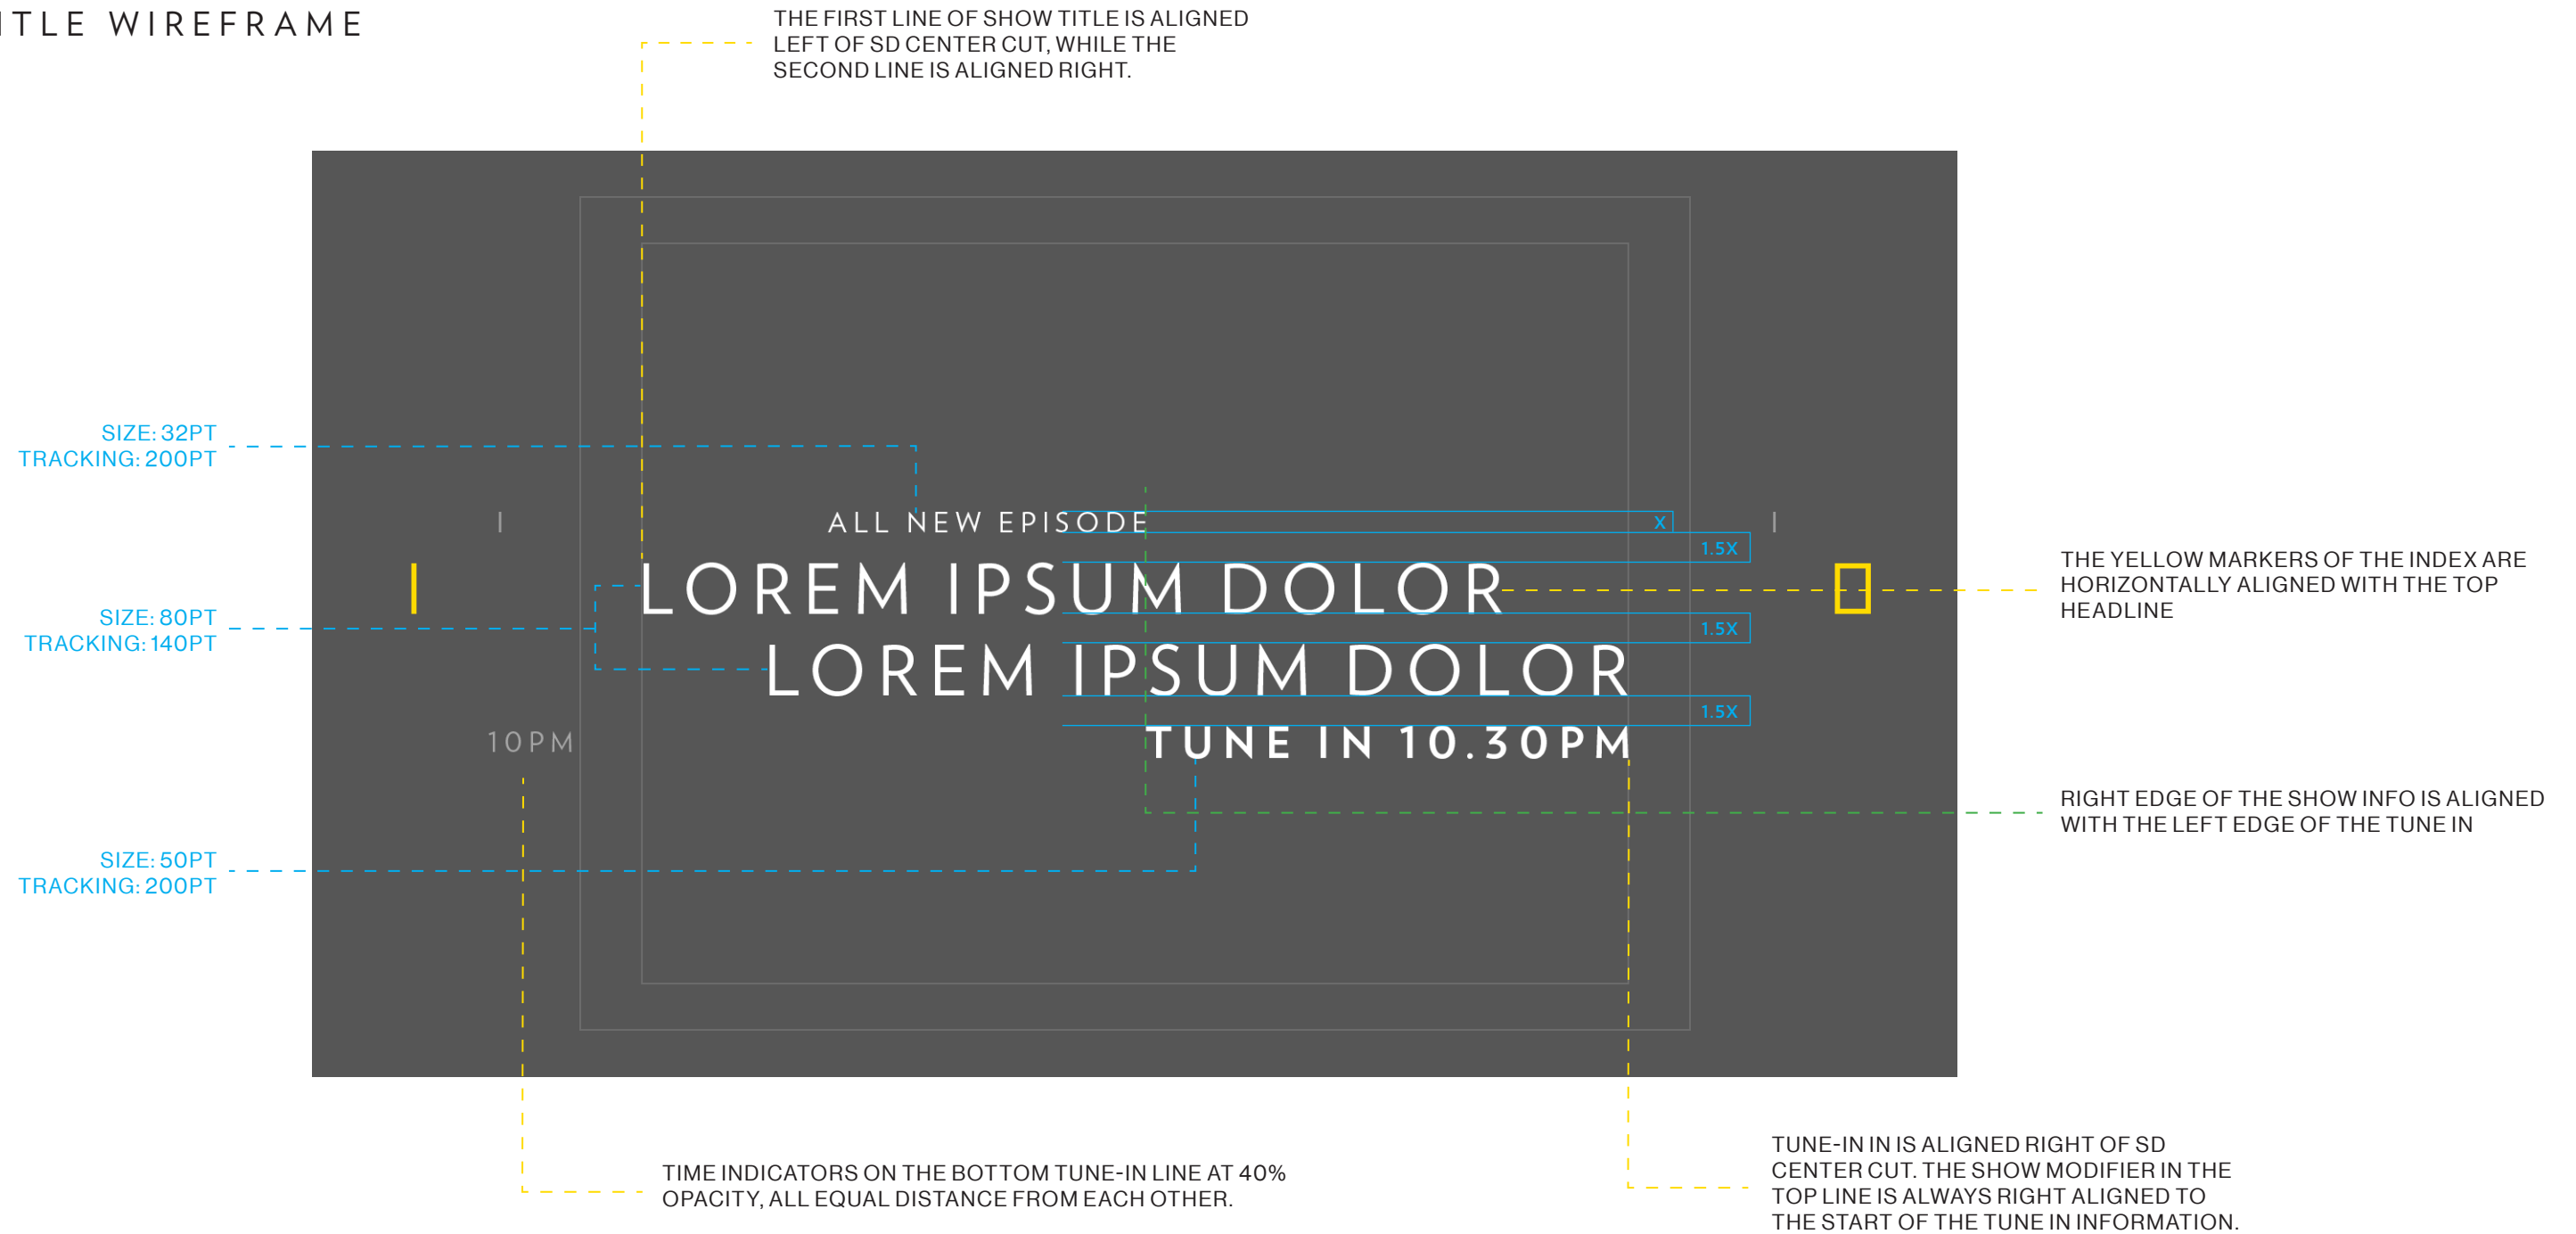 ITLE WIREFRAME
THE FIRST LINE OF SHOW TITLE IS ALIGNED
LEFT OF SD CENTER CUT, WHILE THE
SECOND LINE IS ALIGNED RIGHT.
SIZE: 32PT
TRACKING: 200PT
ALL NEW EPISODE
X
1.5X
LOREM IPSUM DOLOR
THE YELLOW MARKERS OF THE INDEX ARE
HORIZONTALLY ALIGNED WITH THE TOP
HEADLINE
SIZE: 80PT
TRACKING: 140PT
1.5X
LOREM IPSUM DOLOR
1.5X
10PM
TUNE IN 10.30PM
RIGHT EDGE OF THE SHOW INFO IS ALIGNED
WITH THE LEFT EDGE OF THE TUNE IN
SIZE: 50PT
TRACKING: 200PT
TIME INDICATORS ON THE BOTTOM TUNE-IN LINE AT 40%
OPACITY, ALL EQUAL DISTANCE FROM EACH OTHER.
TUNE-IN IN IS ALIGNED RIGHT OF SD
CENTER CUT. THE SHOW MODIFIER IN THE
TOP LINE IS ALWAYS RIGHT ALIGNED TO
THE START OF THE TUNE IN INFORMATION.